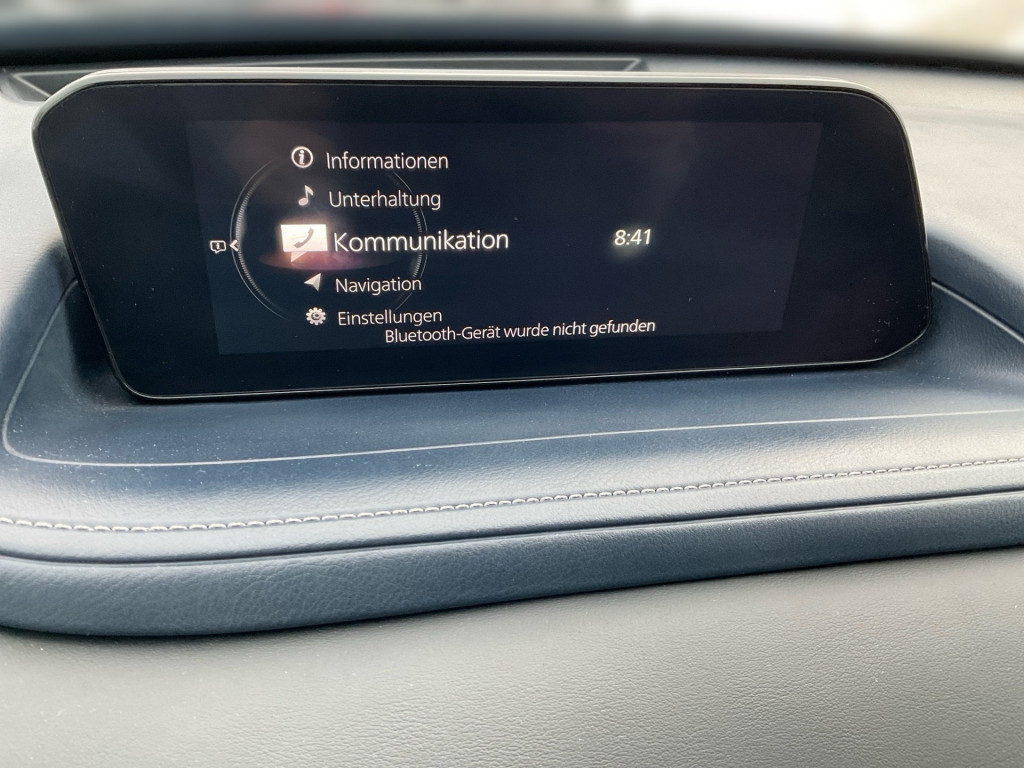 Informationen
Unterhaltung
Kommunikation
8:41
Navigation
Einstellungen
Bluetooth-Gerät wurde nicht gefunden